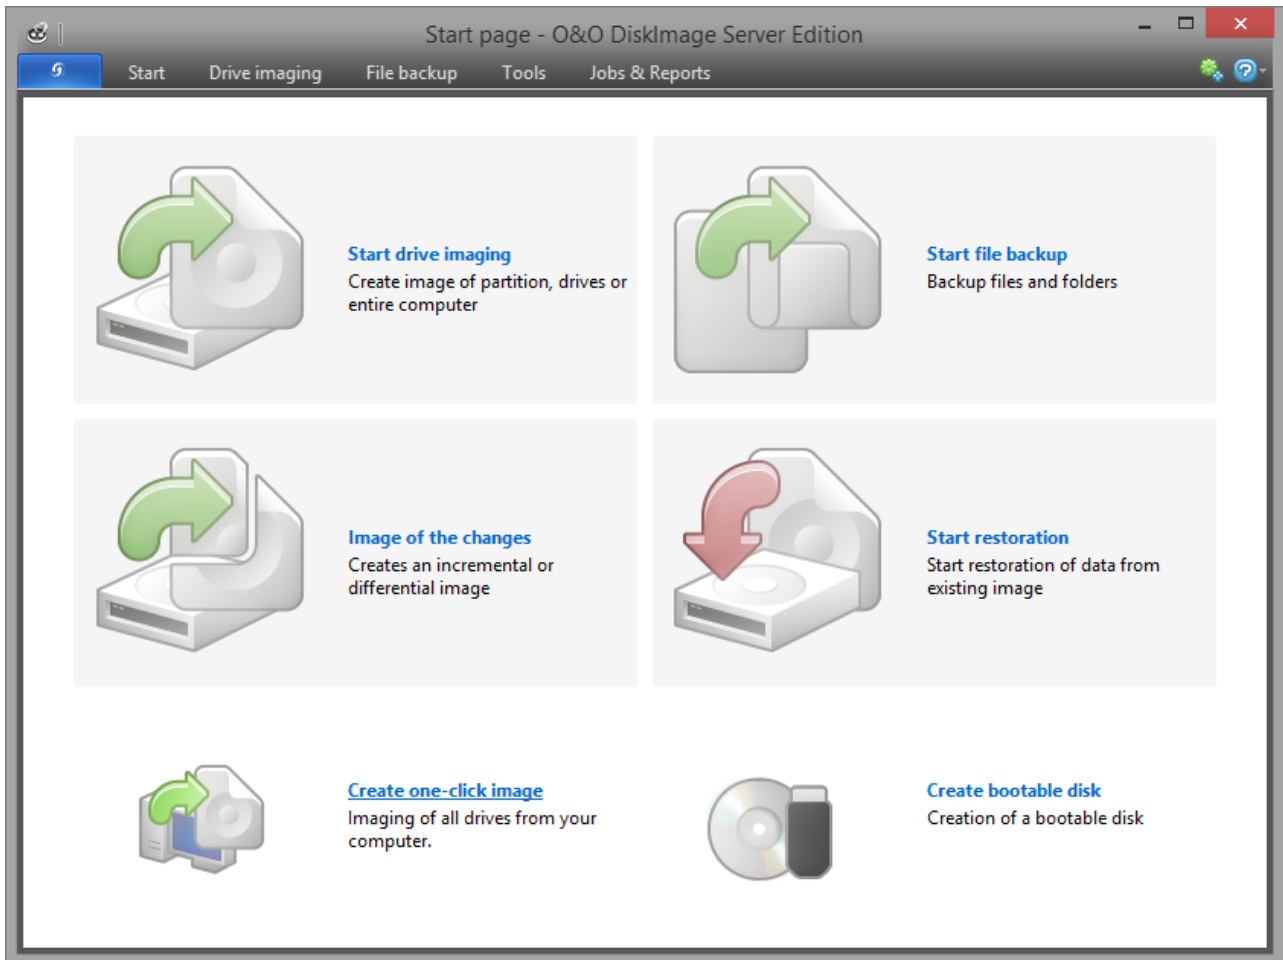 Start page - O&O DiskImage Server Edition
Start Drive imaging File backup Tools Jobs & Reports
Start drive imaging
Create image of partition, drives or
entire computer
Start file backup
Backup files and folders
Image of the changes
Creates an incremental or
differential image
Start restoration
Start restoration of data from
existing image
Create one-click image
Imaging of all drives from your
computer.
Create bootable disk
Creation of a bootable disk